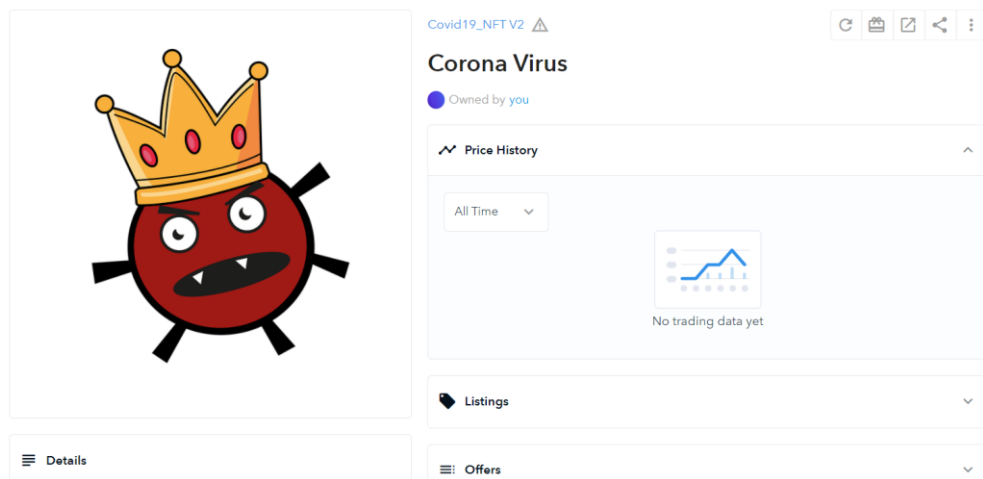 Covid19_NFT V2
Corona Virus
Owned by you
Price History
All Time
No trading data yet
Listings
Details
Offers